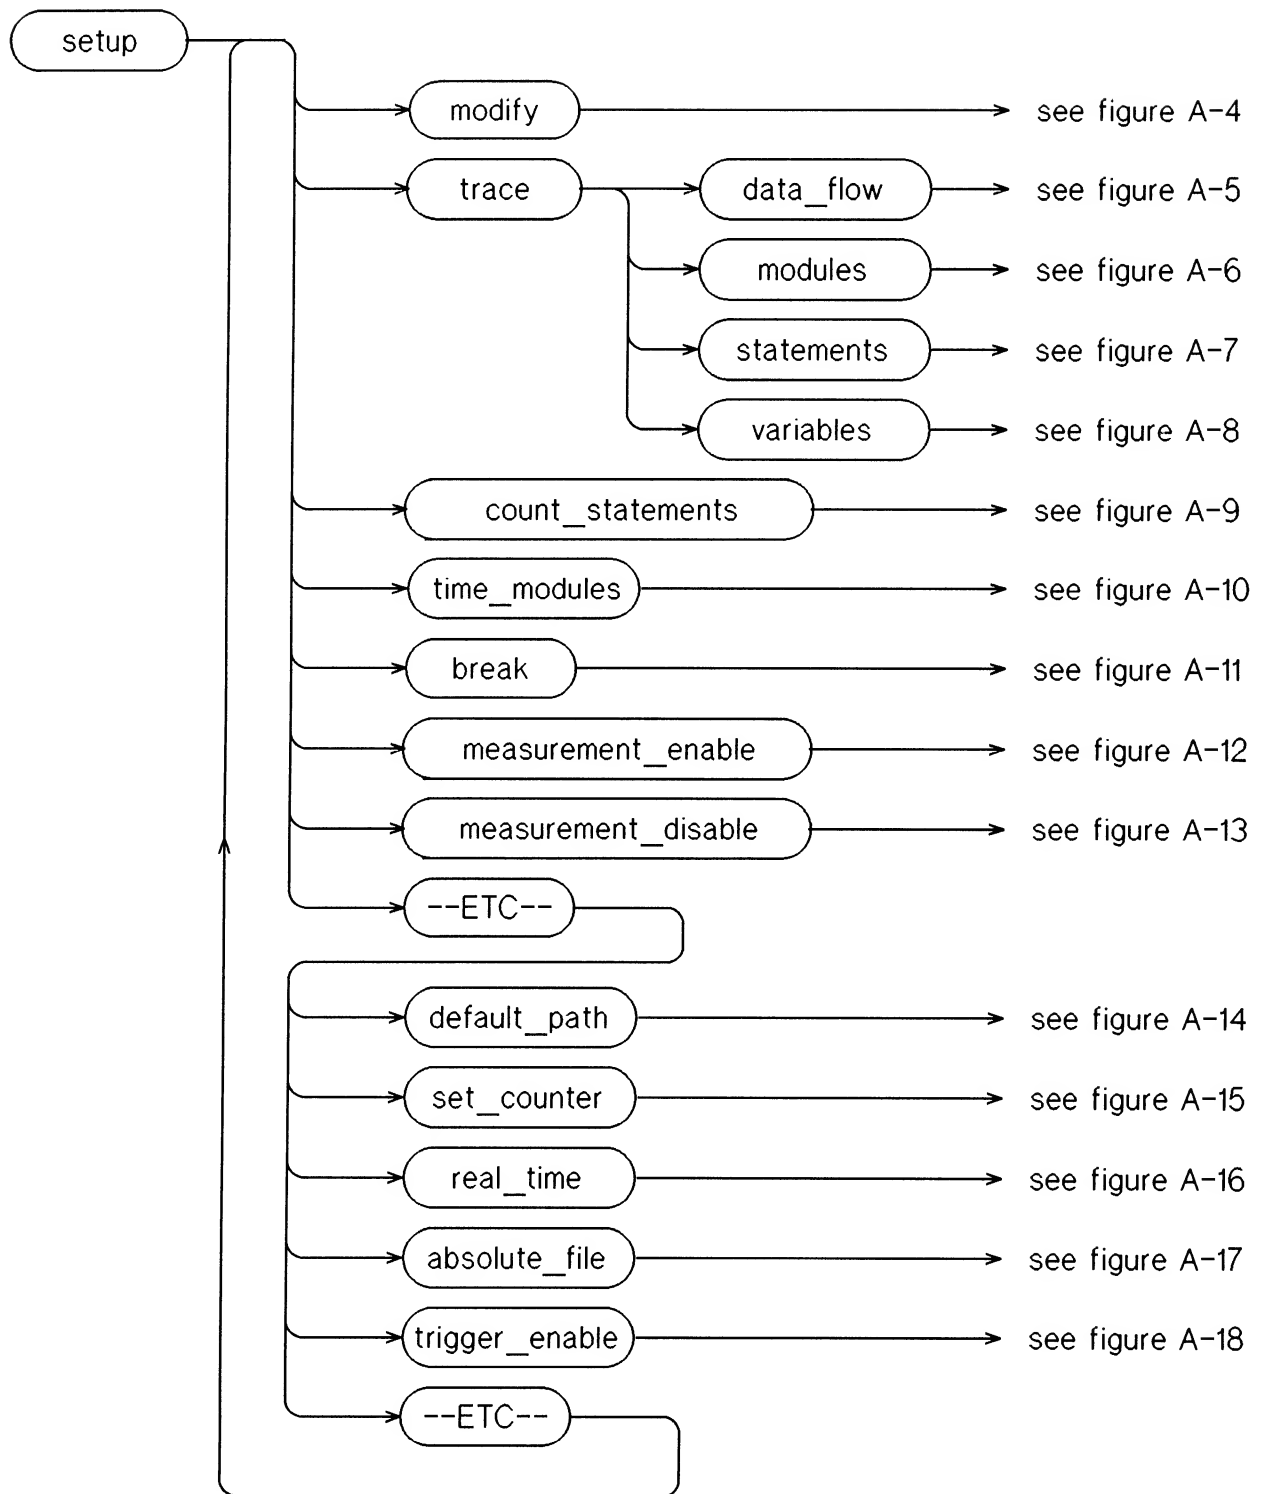 setup
modify see figure A-4
trace data_flow see figure A-5
modules see figure A-6
statements see figure A-7
variables see figure A-8
count_statements see figure A-9
time_modules see figure A-10
break see figure A-11
measurement_enable see figure A-12
measurement_disable see figure A-13
--ETC--
default_path see figure A-14
set_counter see figure A-15
real_time see figure A-16
absolute_file see figure A-17
trigger_enable see figure A-18
--ETC--